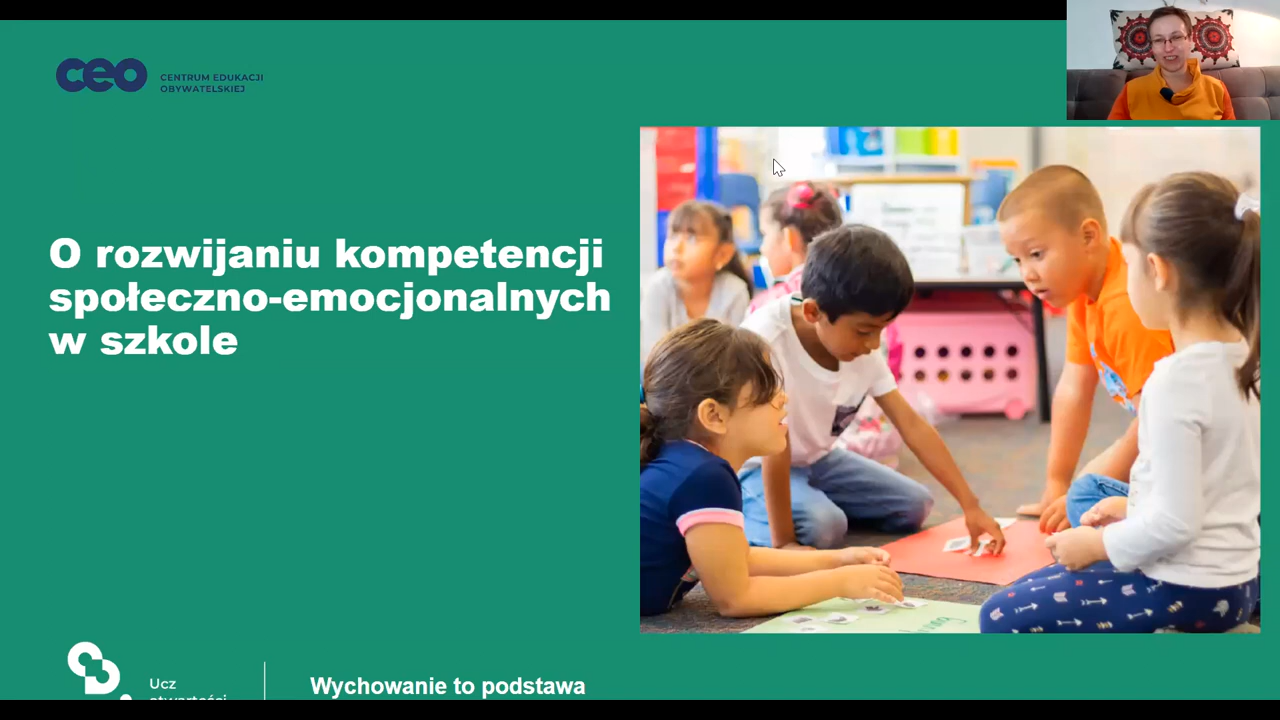 ceo
CENTRUM EDUKACJI
OBYWATELSKIEJ
O rozwijaniu kompetencji
społeczno-emocjonalnych
w szkole
Ucz
Wychowanie to podstawa